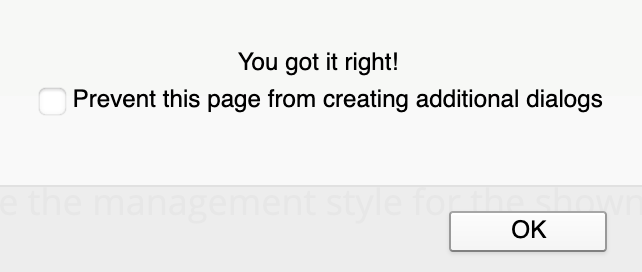 You got it right!
Prevent this page from creating additional dialogs
e the management style for the shown
OK